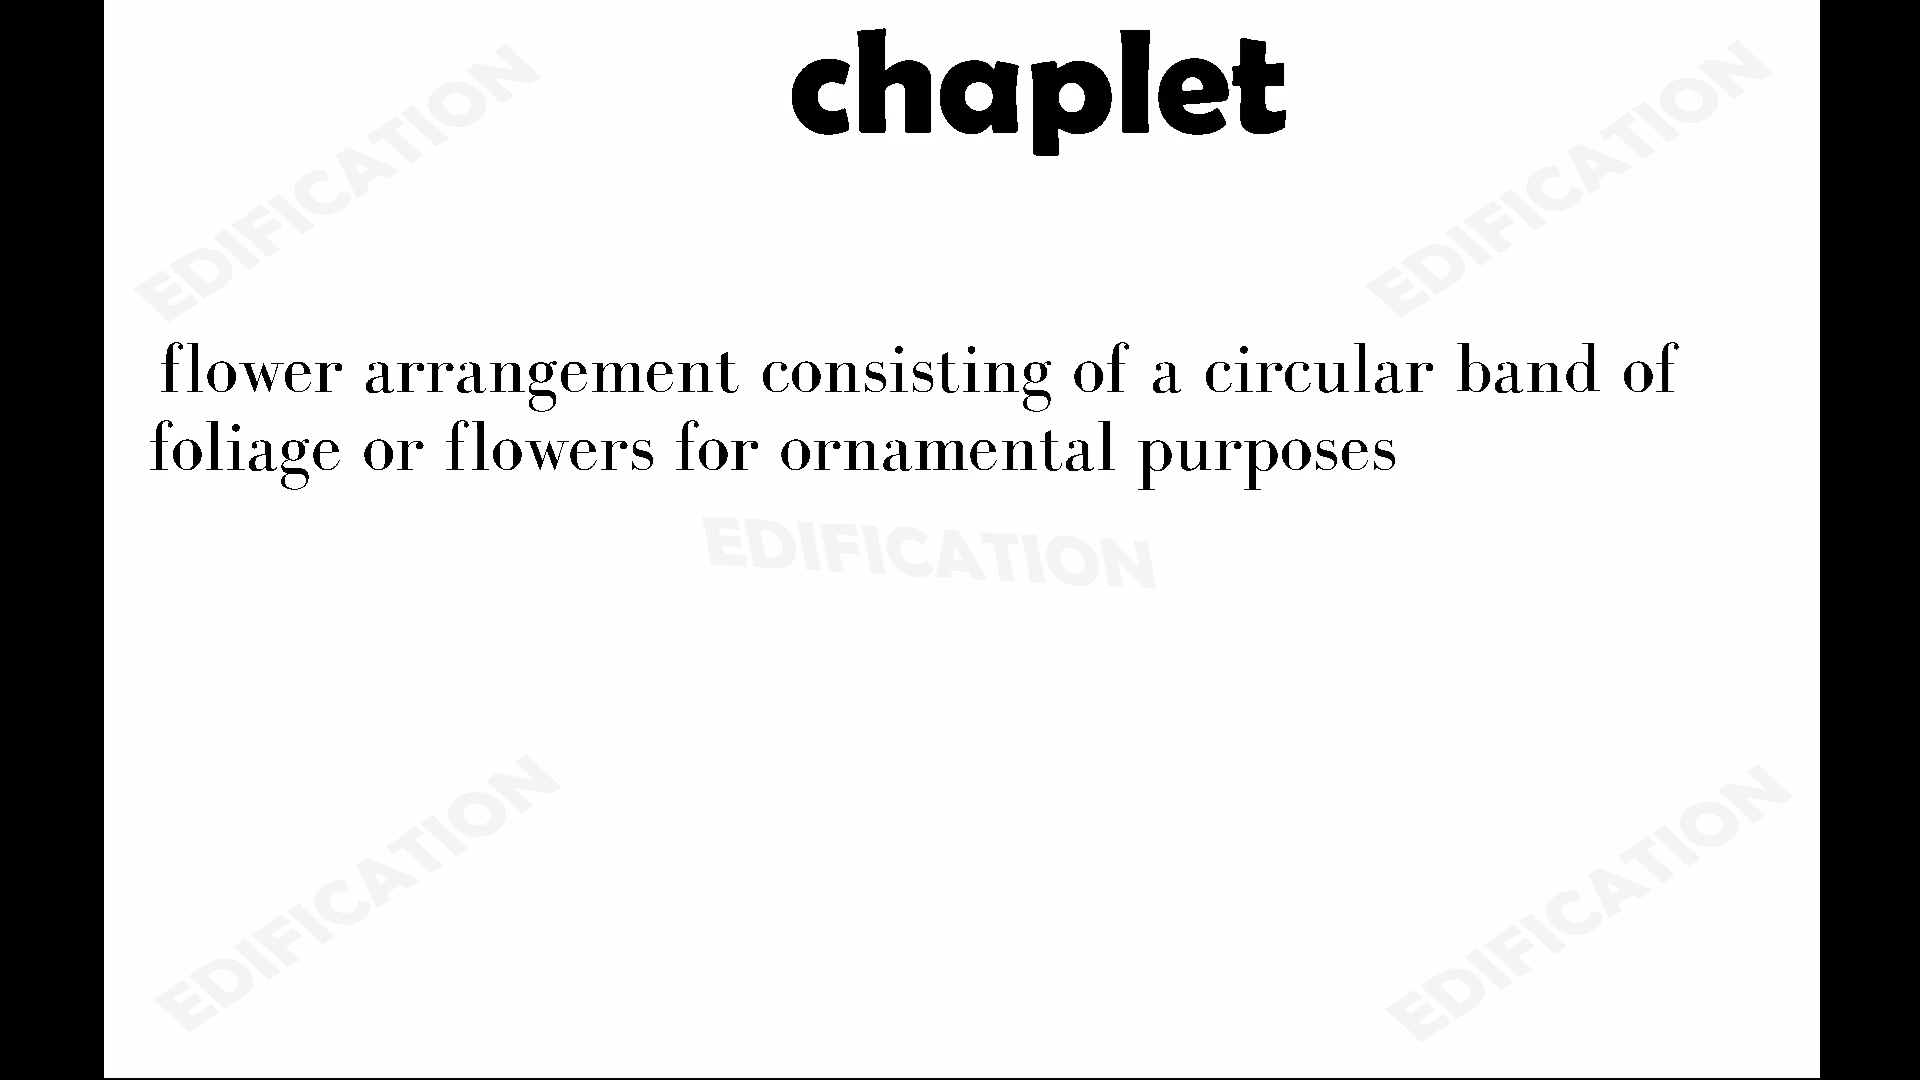 chaplet
EDIFICATION
EDIFICATION
flower arrangement consisting of a circular band of
foliage or flowers for ornamental purposes
EDIFICATION
EDIFICATION
EDIFICATION